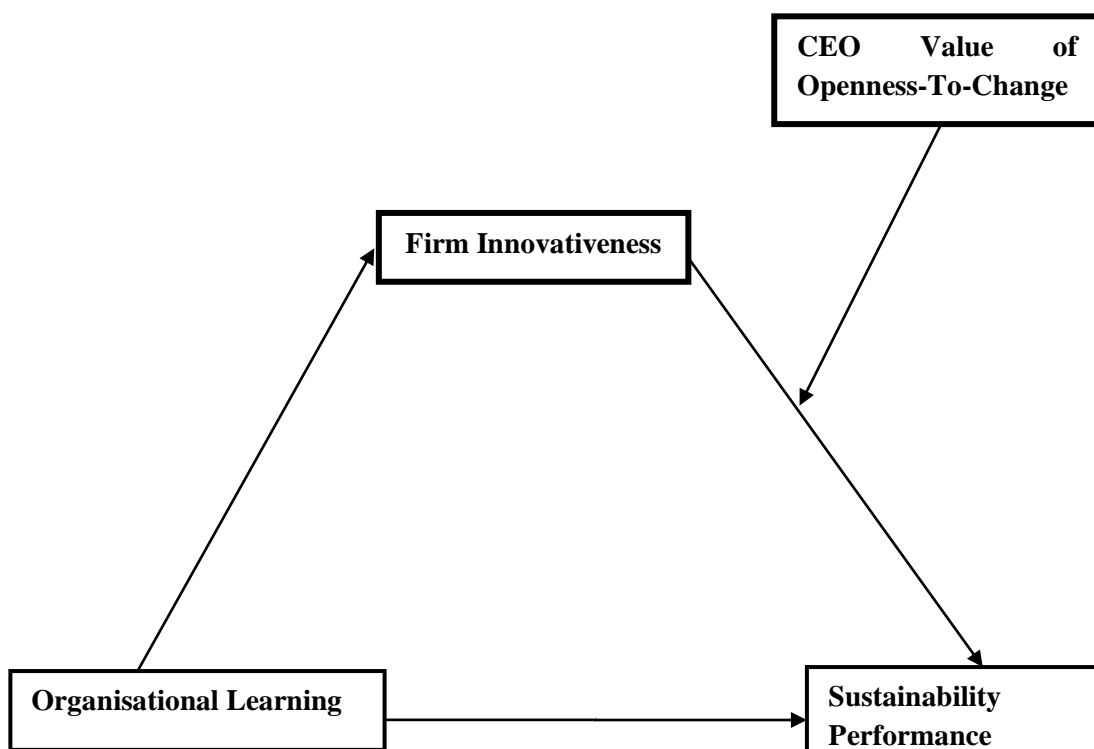 CEO Value of
Openness-To-Change
Firm Innovativeness
Organisational Learning
Sustainability
Performance